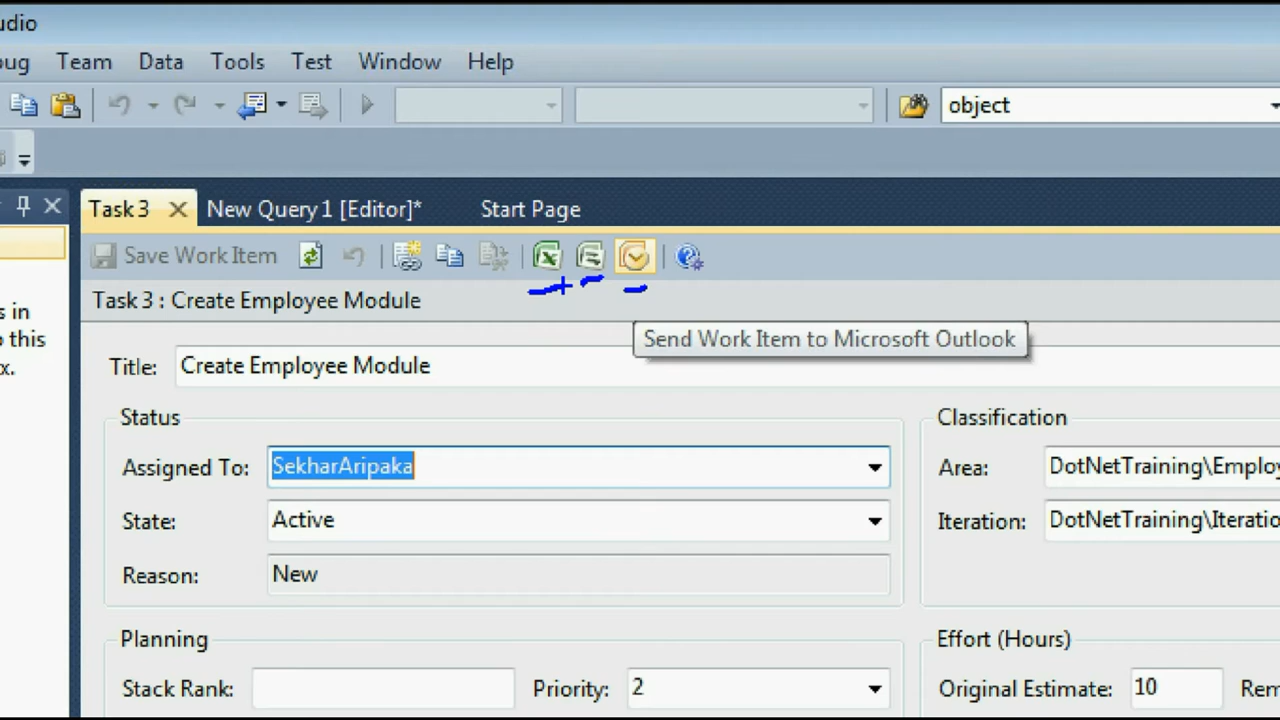 udio
bug Team Data Tools Test Window Help
object
Task 3 New Query 1 [Editor]* Start Page
Save Work Item
s in
this
x.
Task 3 : Create Employee Module
Send Work Item to Microsoft Outlook
Title: Create Employee Module
Status
Assigned To: SekharAripaka
State: Active
Reason: New
Classification
Area: DotNetTraining\Employ
Iteration: DotNetTraining\Iteratio
Planning
Stack Rank: Priority: 2
Effort (Hours)
Original Estimate: 10 Rem